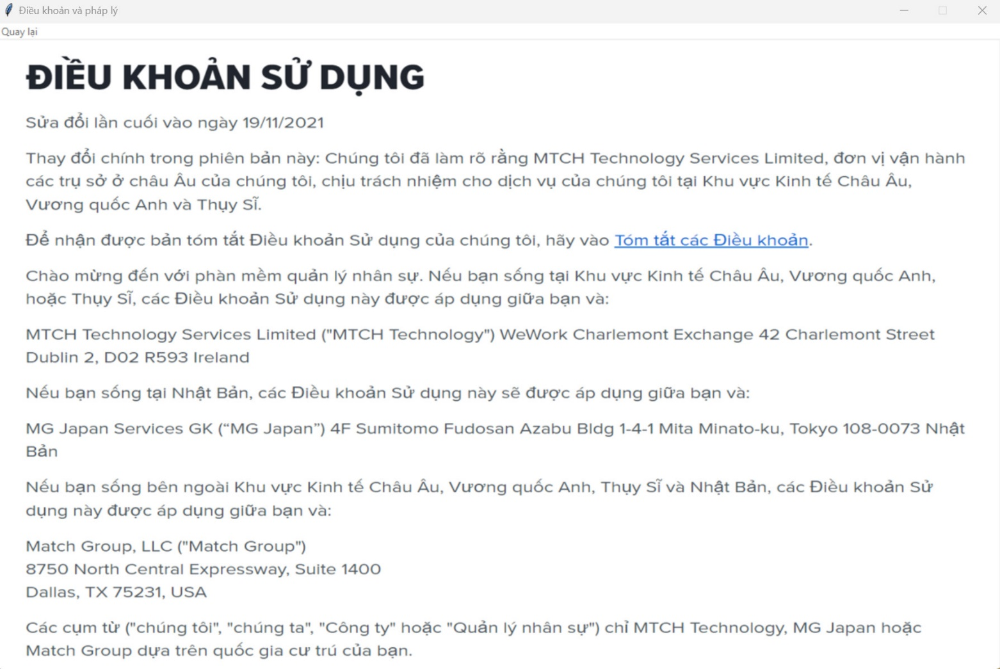 Điều khoản và pháp lý
Quay lại
ĐIỀU KHOẢN SỬ DỤNG
Sửa đổi lần cuối vào ngày 19/11/2021
Thay đổi chính trong phiên bản này: Chúng tôi đã làm rõ rằng MTCH Technology Services Limited, đơn vị vận hành
các trụ sở ở châu Âu của chúng tôi, chịu trách nhiệm cho dịch vụ của chúng tôi tại Khu vực Kinh tế Châu Âu,
Vương quốc Anh và Thụy Sĩ.
Để nhận được bản tóm tắt Điều khoản Sử dụng của chúng tôi, hãy vào Tóm tắt các Điều khoản.
Chào mừng đến với phàn mềm quản lý nhân sự. Nếu bạn sống tại Khu vực Kinh tế Châu Âu, Vương quốc Anh,
hoặc Thụy Sĩ, các Điều khoản Sử dụng này được áp dụng giữa bạn và:
MTCH Technology Services Limited ("MTCH Technology") WeWork Charlemont Exchange 42 Charlemont Street
Dublin 2, D02 R593 Ireland
Nếu bạn sống tại Nhật Bản, các Điều khoản Sử dụng này sẽ được áp dụng giữa bạn và:
MG Japan Services GK (“MG Japan”) 4F Sumitomo Fudosan Azabu Bldg 1-4-1 Mita Minato-ku, Tokyo 108-0073 Nhật
Bản
Nếu bạn sống bên ngoài Khu vực Kinh tế Châu Âu, Vương quốc Anh, Thụy Sĩ và Nhật Bản, các Điều khoản Sử
dụng này được áp dụng giữa bạn và:
Match Group, LLC ("Match Group")
8750 North Central Expressway, Suite 1400
Dallas, TX 75231, USA
Các cụm từ ("chúng tôi", "chúng ta", "Công ty" hoặc "Quản lý nhân sự") chỉ MTCH Technology, MG Japan hoặc
Match Group dựa trên quốc gia cư trú của bạn.